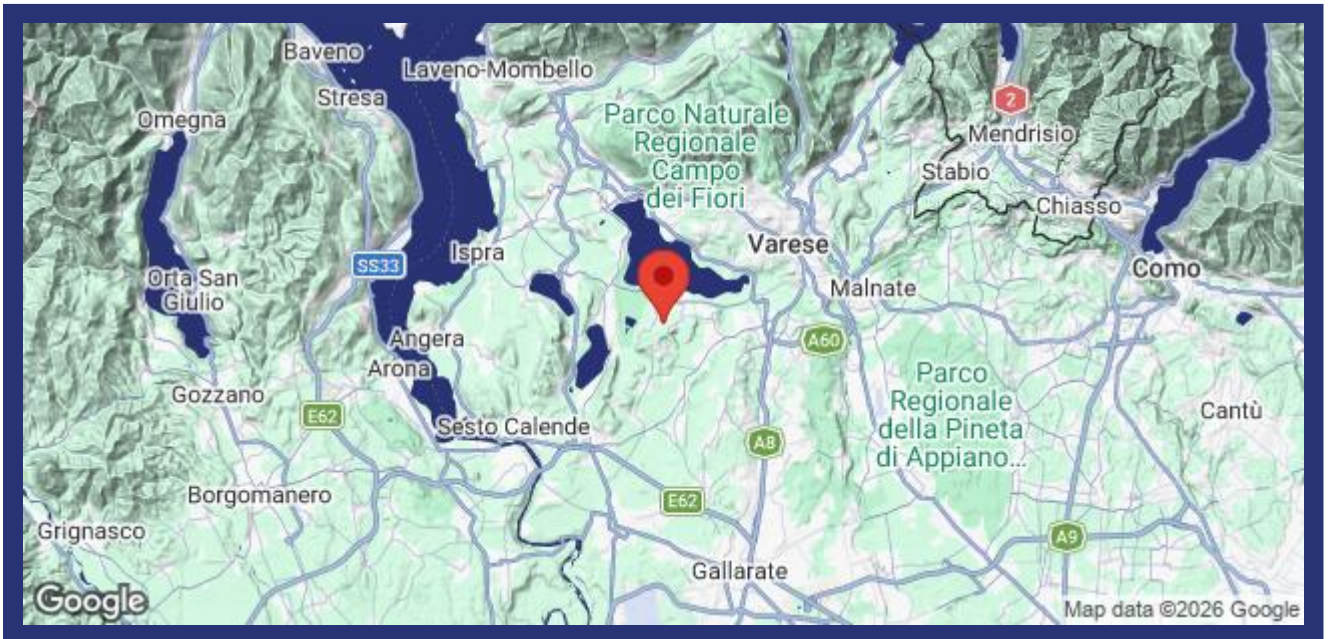 Baveno
Laveno-Mombello
Stresa
Omegna
Parco Naturale
Regionale
Campo
dei Fiori
2
Mendrisio
Stabio
Chiasso
Ispra
Varese
SS33
Orta San
Giulio
Malnate
Como
Angera
Arona
A60
Gozzano
E62
Parco
Regionale
della Pineta
di Appiano...
Cantù
Sesto Calende
A8
Borgomanero
E62
Grignasco
A9
Gallarate
Google
Map data ©2026 Google